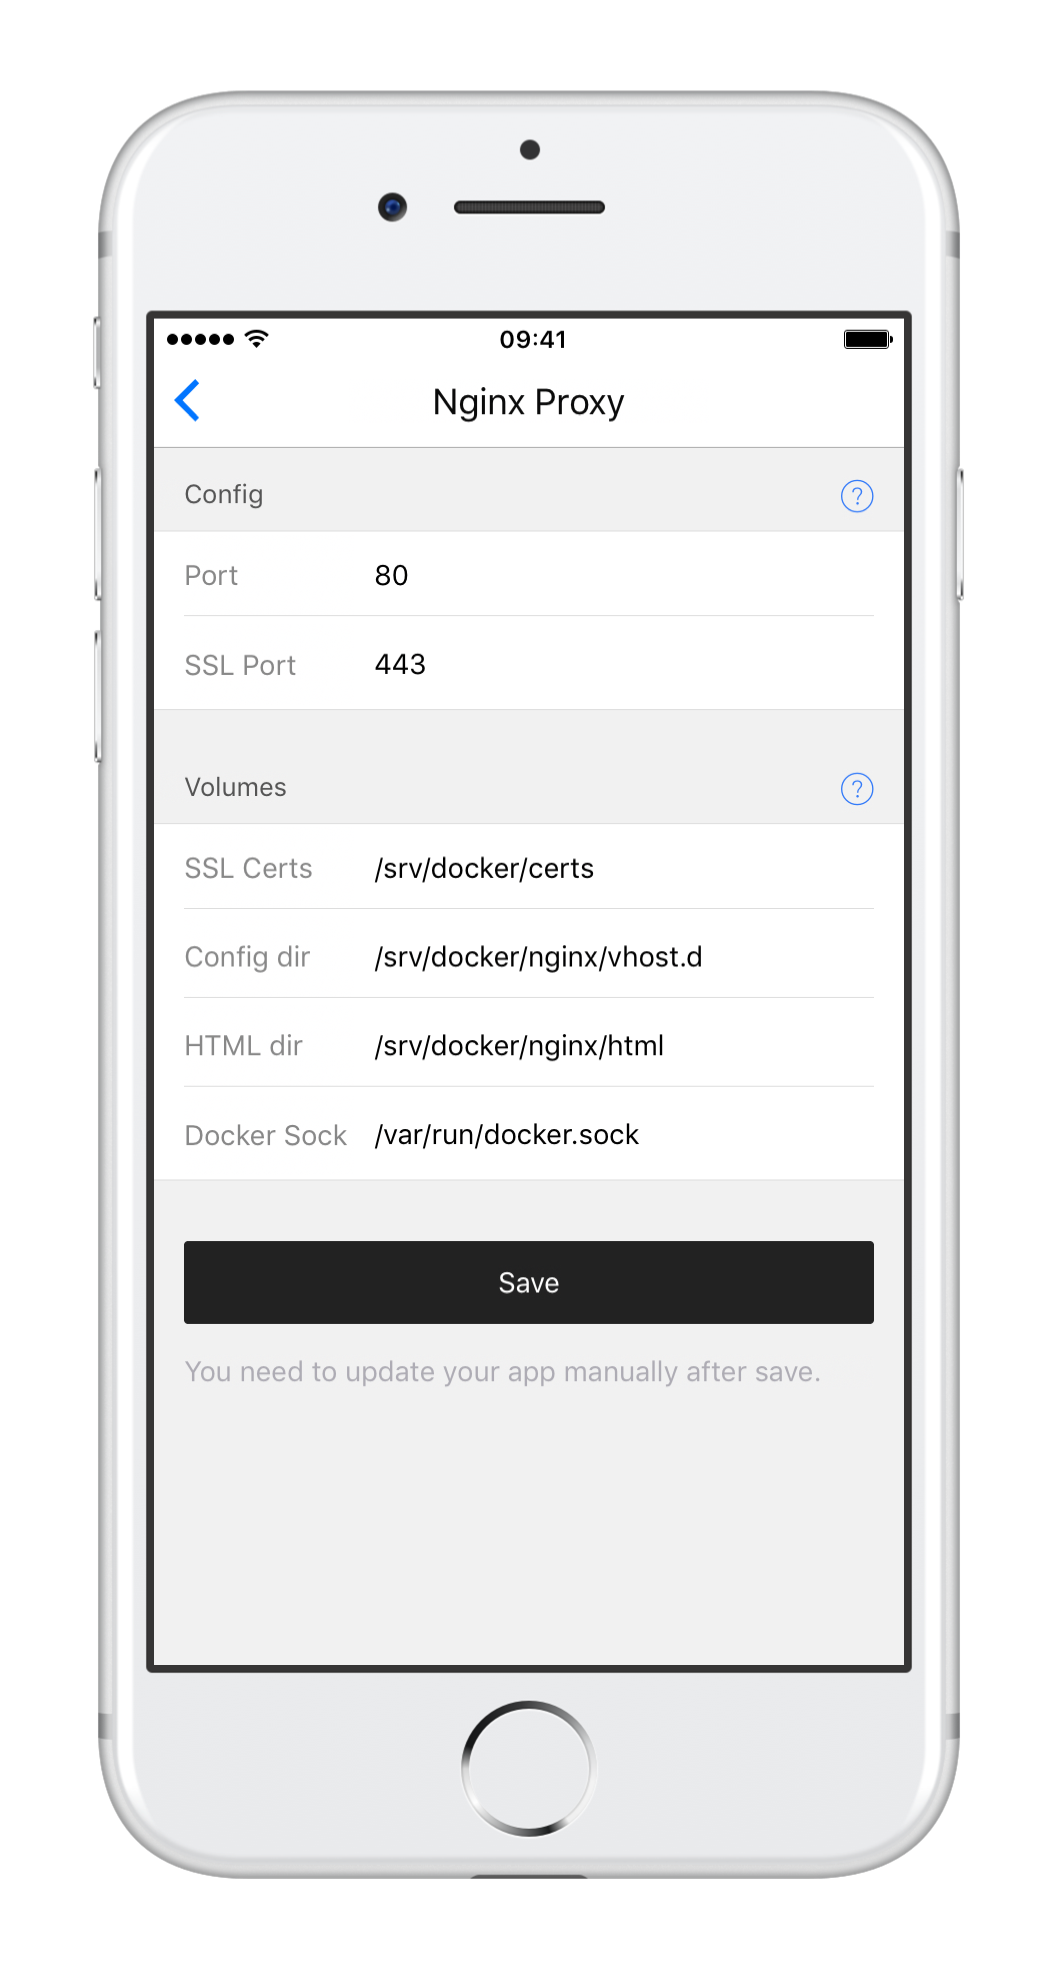 09:41
Nginx Proxy
Config ?
Port 80
SSL Port 443
Volumes ?
SSL Certs /srv/docker/certs
Config dir /srv/docker/nginx/vhost.d
HTML dir /srv/docker/nginx/html
Docker Sock /var/run/docker.sock
Save
You need to update your app manually after save.